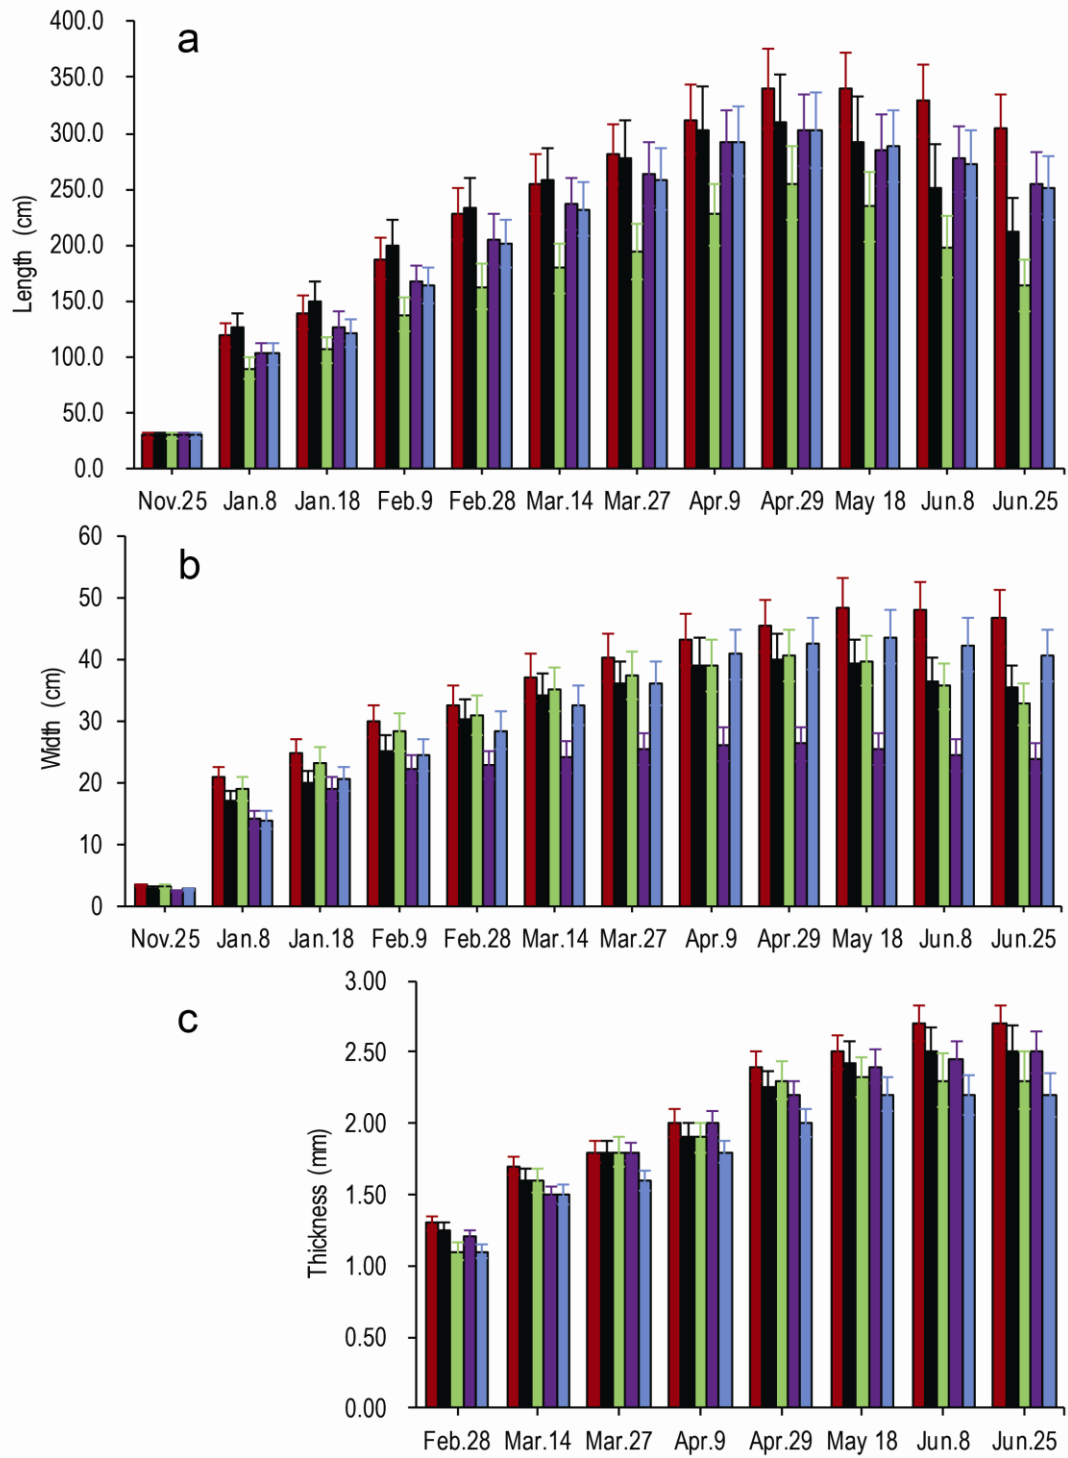 a
Length (cm)
400.0
350.0
300.0
250.0
200.0
150.0
100.0
50.0
0.0
Nov.25 Jan.8 Jan.18 Feb.9 Feb.28 Mar.14 Mar.27 Apr.9 Apr.29 May 18 Jun.8 Jun.25
b
Width (cm)
60
50
40
30
20
10
0
Nov.25 Jan.8 Jan.18 Feb.9 Feb.28 Mar.14 Mar.27 Apr.9 Apr.29 May 18 Jun.8 Jun.25
c
Thickness (mm)
3.00
2.50
2.00
1.50
1.00
0.50
0.00
Feb.28 Mar.14 Mar.27 Apr.9 Apr.29 May 18 Jun.8 Jun.25